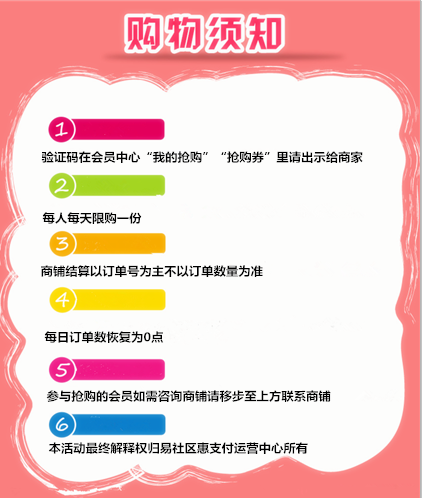 购物须知
1
验证码在会员中心“我的抢购”“抢购券”里请出示给商家
2
每人每天限购一份
3
商铺结算以订单号为主不以订单数量为准
4
每日订单数恢复为0点
5
参与抢购的会员如需咨询商铺请移步至上方联系商铺
6
本活动最终解释权归易社区惠支付运营中心所有